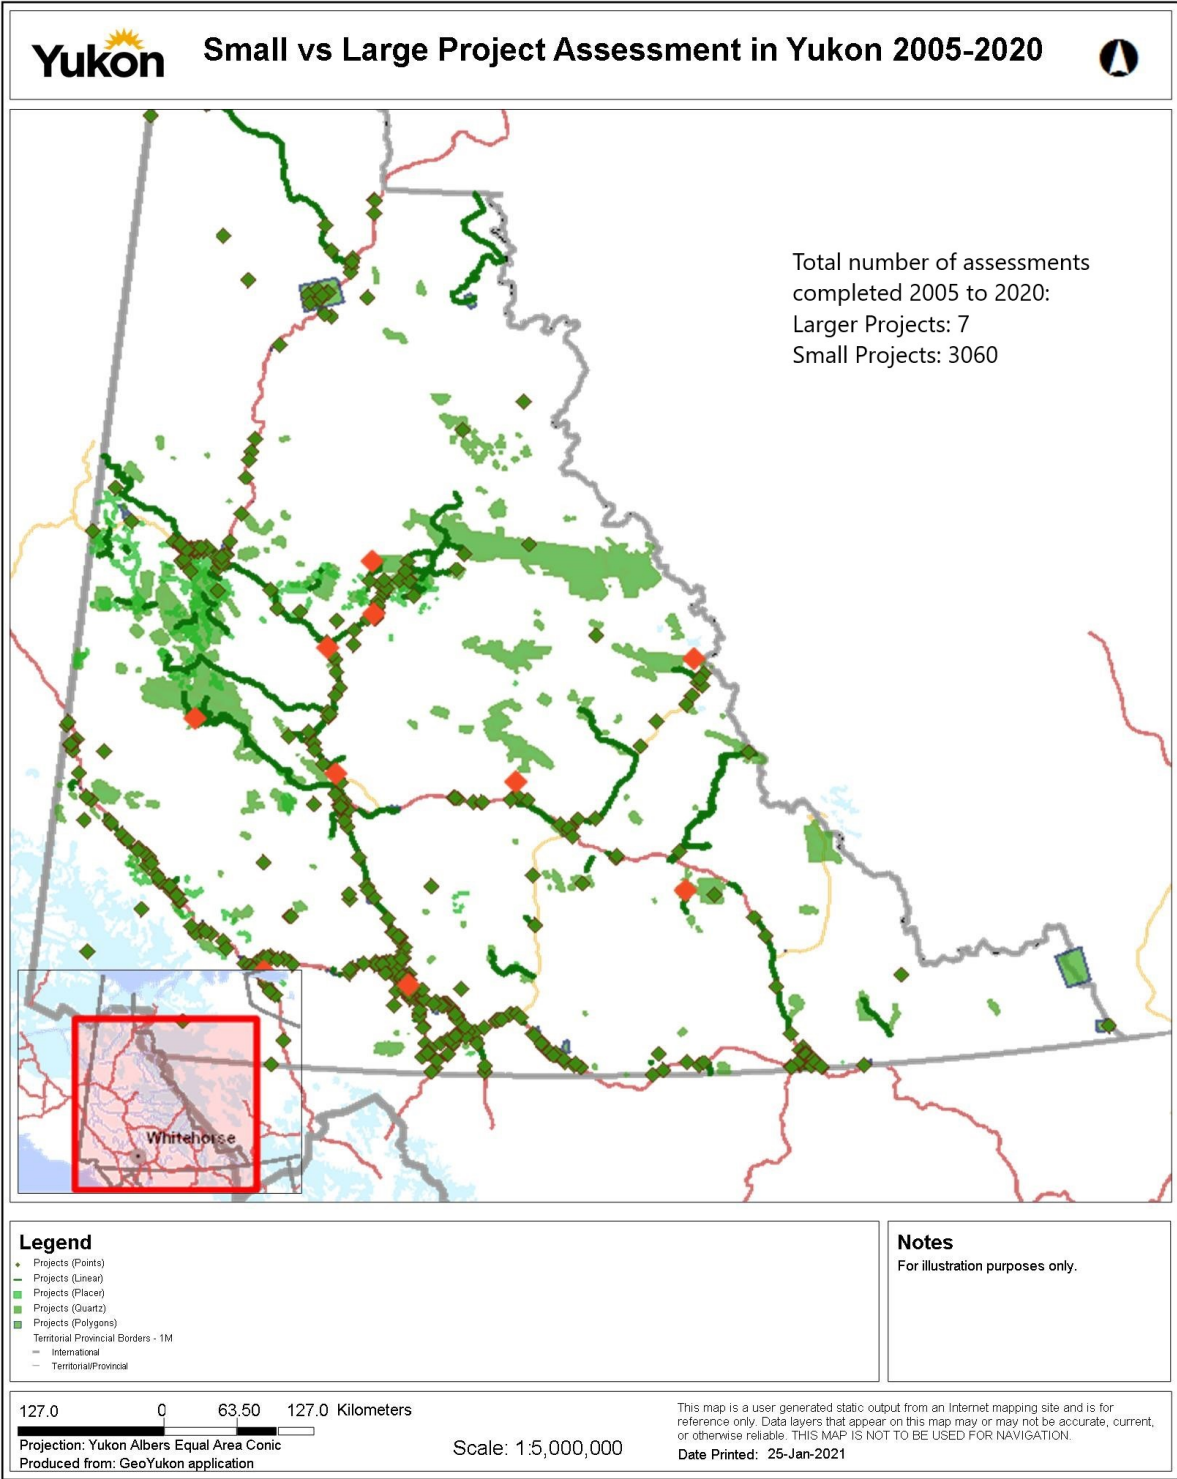 Yukon
Small vs Large Project Assessment in Yukon 2005-2020
Total number of assessments
completed 2005 to 2020:
Larger Projects: 7
Small Projects: 3060
Whitehorse
Legend
Projects (Points)
Projects (Linear)
Projects (Placer)
Projects (Quartz)
Projects (Polygons)
Territorial Provincial Borders - 1M
International
Territorial/Provincial
Notes
For illustration purposes only.
127.0 0 63.50 127.0 Kilometers
Projection: Yukon Albers Equal Area Conic
Produced from: GeoYukon application
Scale: 1:5,000,000
This map is a user generated static output from an Internet mapping site and is for
reference only. Data layers that appear on this map may or may not be accurate, current,
or otherwise reliable. THIS MAP IS NOT TO BE USED FOR NAVIGATION.
Date Printed: 25-Jan-2021